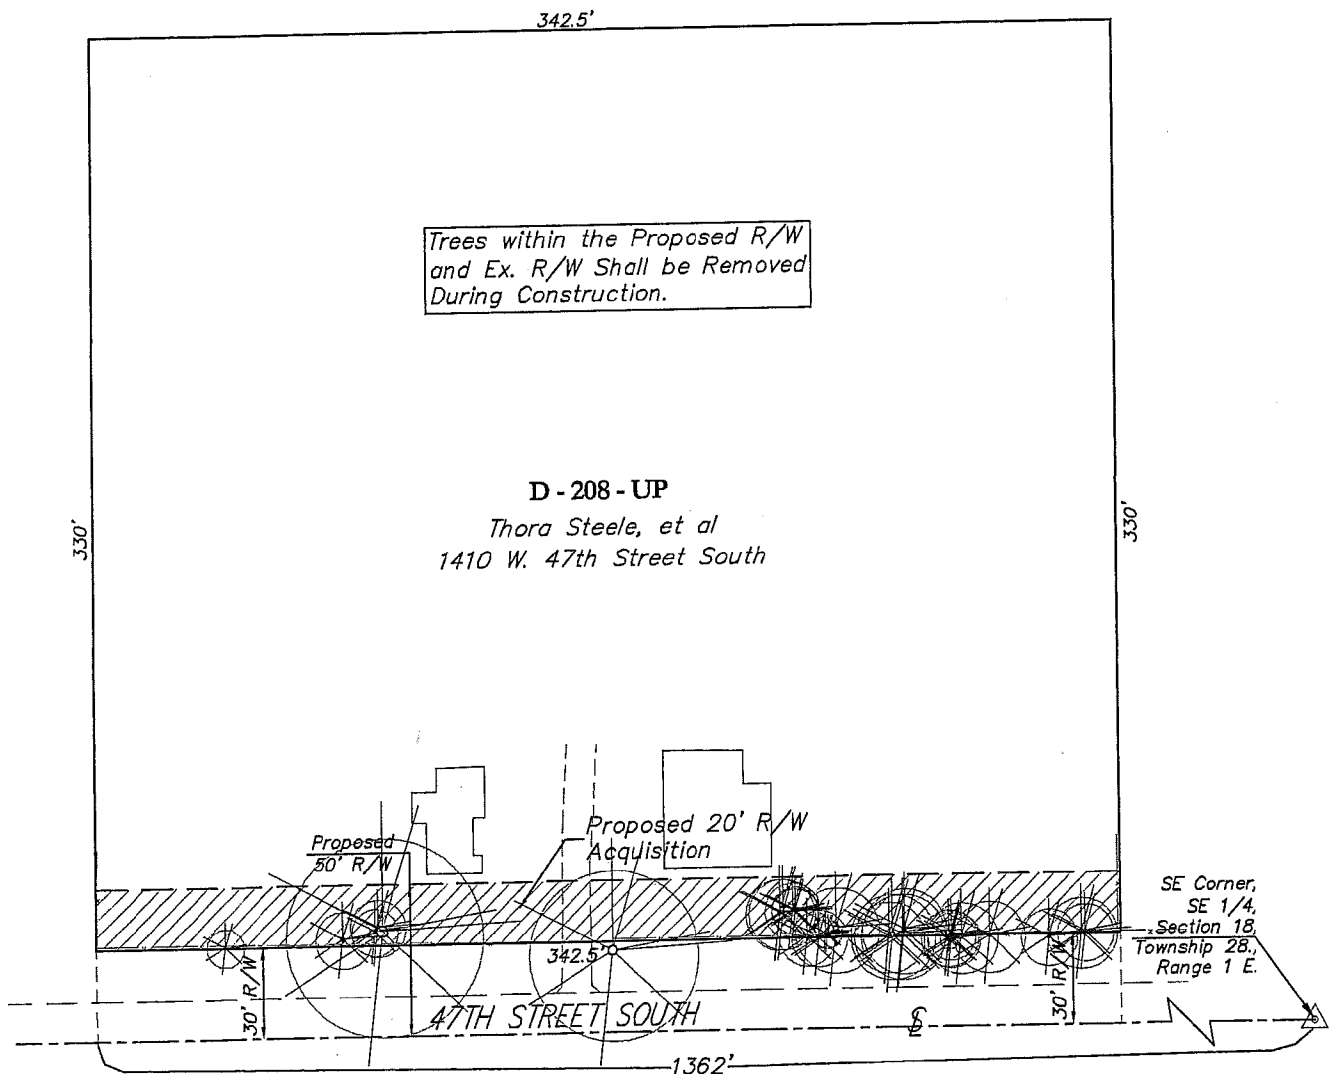 342.5'
Trees within the Proposed R/W
and Ex. R/W Shall be Removed
During Construction.
D - 208 - UP
Thora Steele, et al
1410 W. 47th Street South
330'
330'
Proposed
50' R/W
Proposed 20' R/W
Acquisition
SE Corner,
SE 1/4,
Section 18,
Township 28.,
Range 1 E.
342.5'
30' R/W
30' R/W
47TH STREET SOUTH
℄
1362'